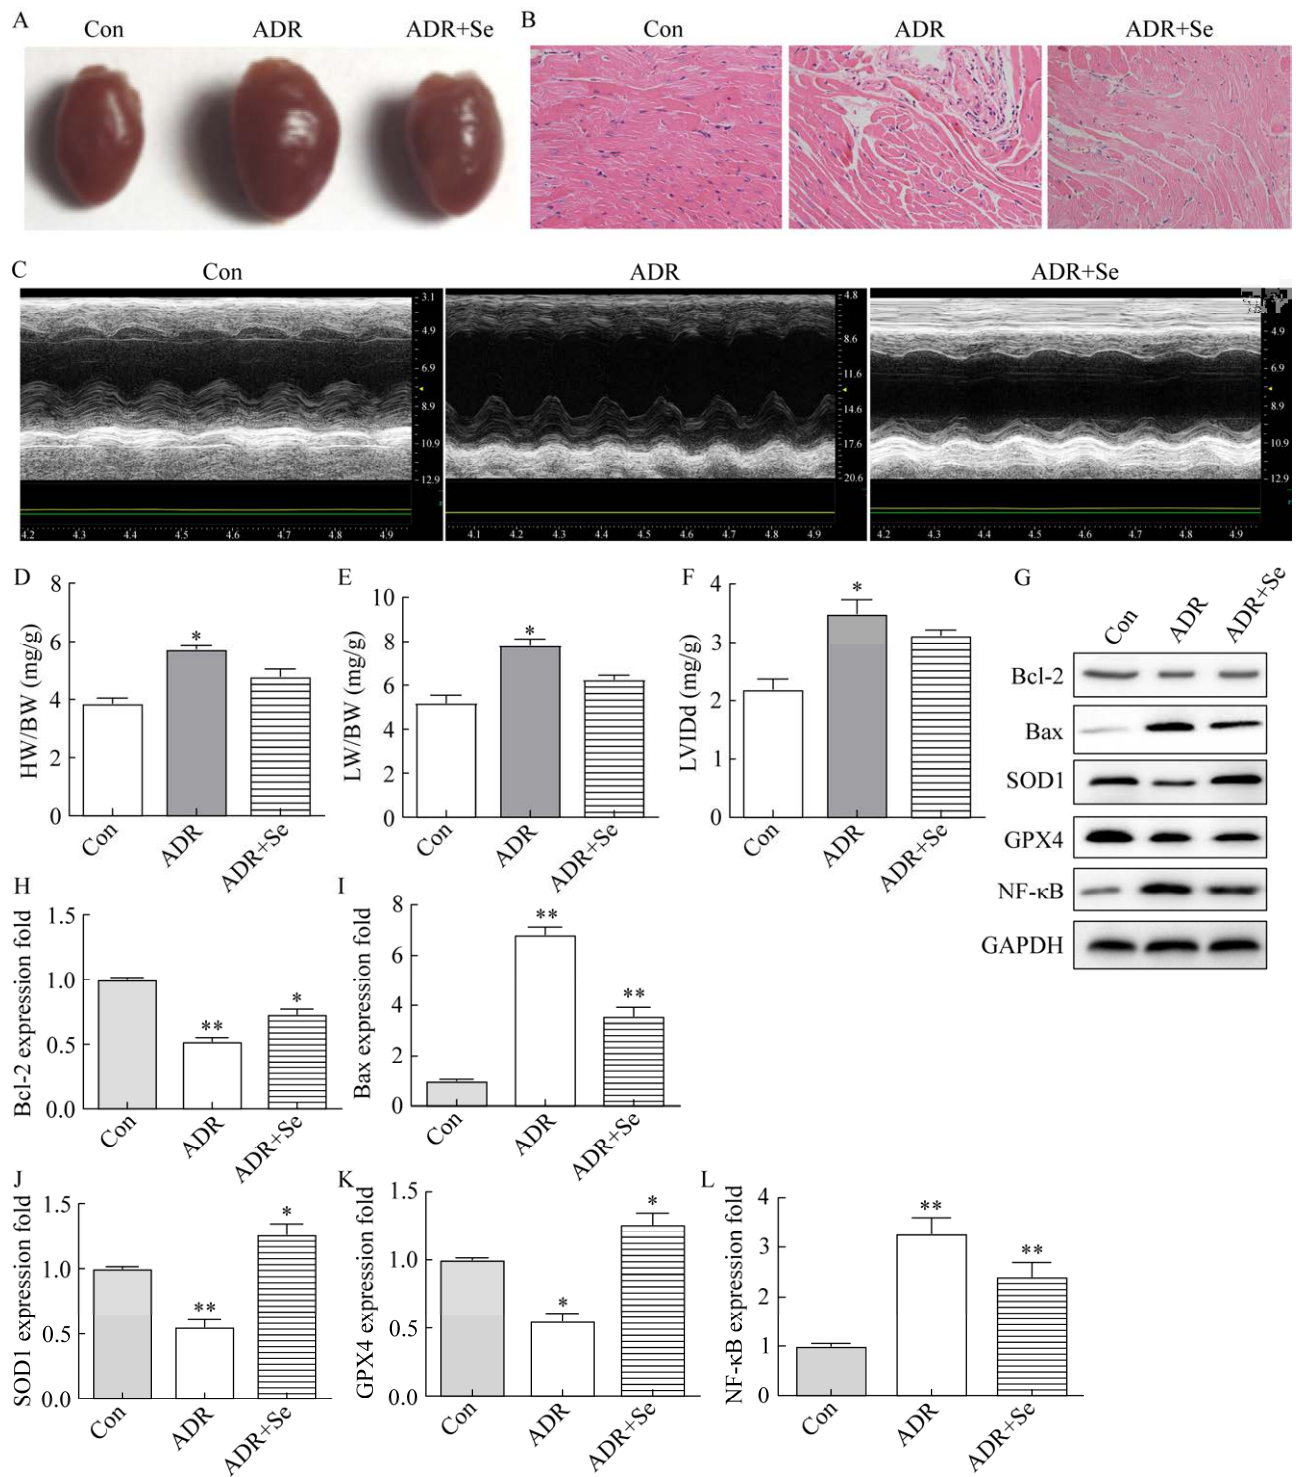 A
Con
ADR
ADR+Se
B
Con
ADR
ADR+Se
C
Con
ADR
ADR+Se
3.1
4.9
6.9
8.9
10.9
12.9
4.2 4.3 4.4 4.5 4.6 4.7 4.8 4.9
4.8
8.6
11.6
14.6
17.6
20.6
4.1 4.2 4.3 4.4 4.5 4.6 4.7 4.8 4.9
4.9
6.9
8.9
10.9
12.9
4.2 4.3 4.4 4.5 4.6 4.7 4.8 4.9
D
HW/BW (mg/g)
8
6
4
2
0
*
Con
ADR
ADR+Se
E
LW/BW (mg/g)
10
8
6
4
2
0
*
Con
ADR
ADR+Se
F
LVIDd (mg/g)
4
3
2
1
0
*
Con
ADR
ADR+Se
G
Con
ADR
ADR+Se
Bcl-2
Bax
SOD1
GPX4
NF-κB
GAPDH
H
Bcl-2 expression fold
1.5
1.0
0.5
0.0
**
*
Con
ADR
ADR+Se
I
Bax expression fold
8
6
4
2
0
**
**
Con
ADR
ADR+Se
J
SOD1 expression fold
1.5
1.0
0.5
0.0
**
*
Con
ADR
ADR+Se
K
GPX4 expression fold
1.5
1.0
0.5
0.0
*
*
Con
ADR
ADR+Se
L
NF-κB expression fold
4
3
2
1
0
**
**
Con
ADR
ADR+Se